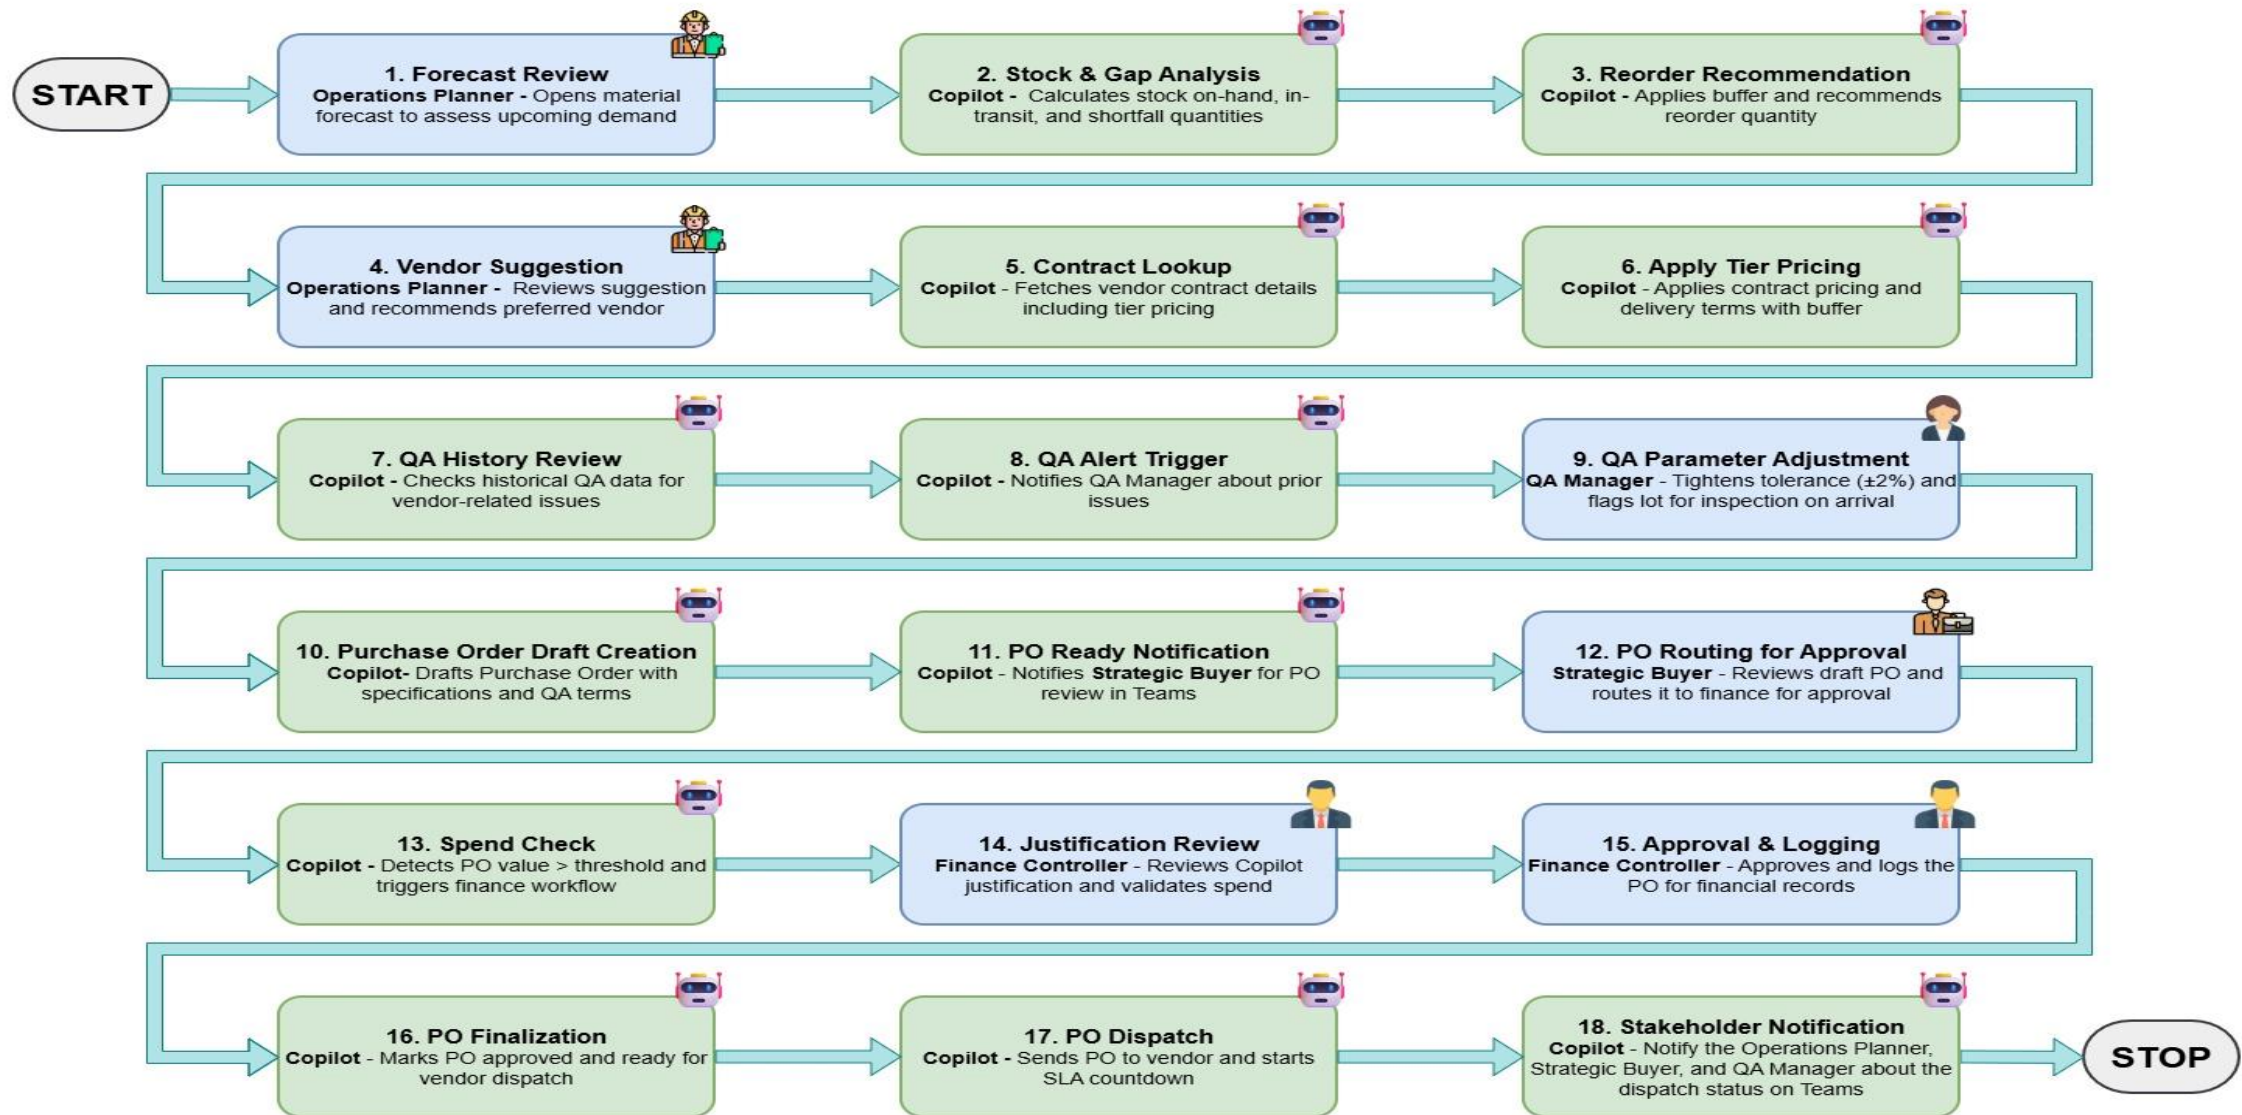 START
1. Forecast Review
Operations Planner - Opens material
forecast to assess upcoming demand
2. Stock & Gap Analysis
Copilot - Calculates stock on-hand, in-
transit, and shortfall quantities
3. Reorder Recommendation
Copilot - Applies buffer and recommends
reorder quantity
4. Vendor Suggestion
Operations Planner - Reviews suggestion
and recommends preferred vendor
5. Contract Lookup
Copilot - Fetches vendor contract details
including tier pricing
6. Apply Tier Pricing
Copilot - Applies contract pricing and
delivery terms with buffer
7. QA History Review
Copilot - Checks historical QA data for
vendor-related issues
8. QA Alert Trigger
Copilot - Notifies QA Manager about prior
issues
9. QA Parameter Adjustment
QA Manager - Tightens tolerance (±2%) and
flags lot for inspection on arrival
10. Purchase Order Draft Creation
Copilot- Drafts Purchase Order with
specifications and QA terms
11. PO Ready Notification
Copilot - Notifies Strategic Buyer for PO
review in Teams
12. PO Routing for Approval
Strategic Buyer - Reviews draft PO and
routes it to finance for approval
13. Spend Check
Copilot - Detects PO value > threshold and
triggers finance workflow
14. Justification Review
Finance Controller - Reviews Copilot
justification and validates spend
15. Approval & Logging
Finance Controller - Approves and logs the
PO for financial records
16. PO Finalization
Copilot - Marks PO approved and ready for
vendor dispatch
17. PO Dispatch
Copilot - Sends PO to vendor and starts
SLA countdown
18. Stakeholder Notification
Copilot - Notify the Operations Planner,
Strategic Buyer, and QA Manager about the
dispatch status on Teams
STOP